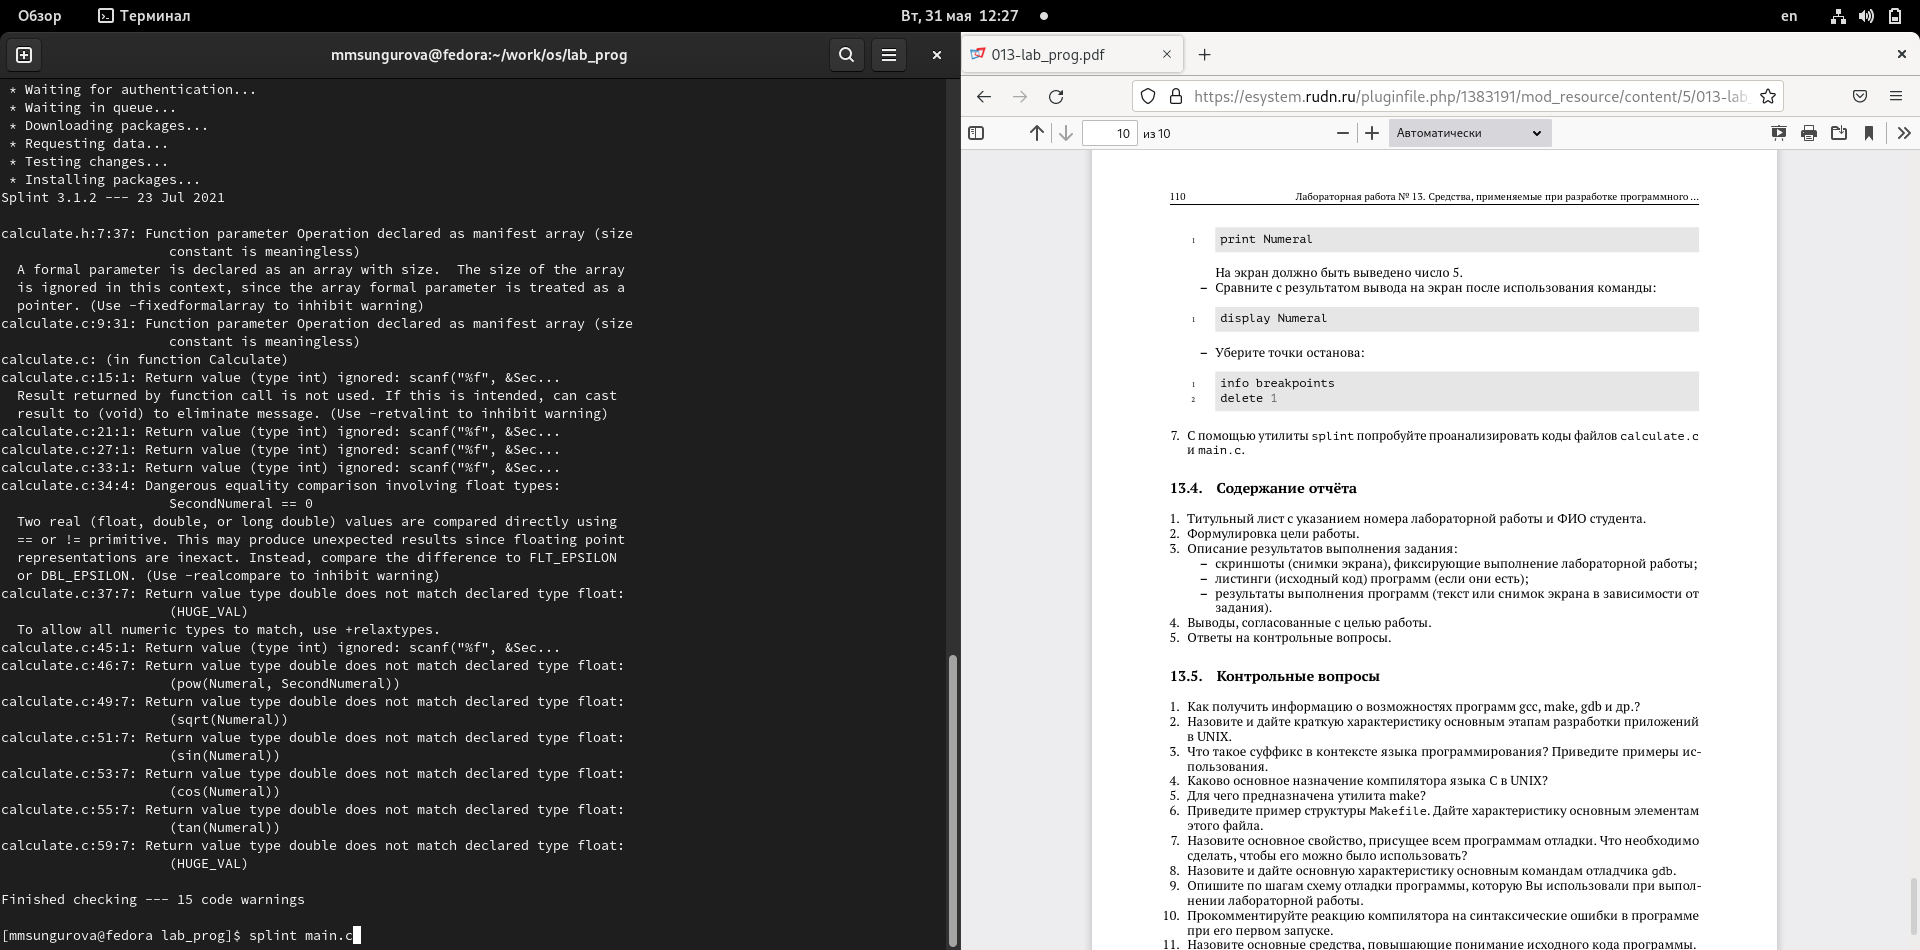 Обзор
Терминал
Вт, 31 мая 12:27
en
mmsungurova@fedora:~/work/os/lab_prog
* Waiting for authentication...
* Waiting in queue...
* Downloading packages...
* Requesting data...
* Testing changes...
* Installing packages...
Splint 3.1.2 --- 23 Jul 2021
calculate.h:7:37: Function parameter Operation declared as manifest array (size
constant is meaningless)
A formal parameter is declared as an array with size.  The size of the array
is ignored in this context, since the array formal parameter is treated as a
pointer. (Use -fixedformalarray to inhibit warning)
calculate.c:9:31: Function parameter Operation declared as manifest array (size
constant is meaningless)
calculate.c: (in function Calculate)
calculate.c:15:1: Return value (type int) ignored: scanf("%f", &Sec...
Result returned by function call is not used. If this is intended, can cast
result to (void) to eliminate message. (Use -retvalint to inhibit warning)
calculate.c:21:1: Return value (type int) ignored: scanf("%f", &Sec...
calculate.c:27:1: Return value (type int) ignored: scanf("%f", &Sec...
calculate.c:33:1: Return value (type int) ignored: scanf("%f", &Sec...
calculate.c:34:4: Dangerous equality comparison involving float types:
SecondNumeral == 0
Two real (float, double, or long double) values are compared directly using
== or != primitive. This may produce unexpected results since floating point
representations are inexact. Instead, compare the difference to FLT_EPSILON
or DBL_EPSILON. (Use -realcompare to inhibit warning)
calculate.c:37:7: Return value type double does not match declared type float:
(HUGE_VAL)
To allow all numeric types to match, use +relaxtypes.
calculate.c:45:1: Return value (type int) ignored: scanf("%f", &Sec...
calculate.c:46:7: Return value type double does not match declared type float:
(pow(Numeral, SecondNumeral))
calculate.c:49:7: Return value type double does not match declared type float:
(sqrt(Numeral))
calculate.c:51:7: Return value type double does not match declared type float:
(sin(Numeral))
calculate.c:53:7: Return value type double does not match declared type float:
(cos(Numeral))
calculate.c:55:7: Return value type double does not match declared type float:
(tan(Numeral))
calculate.c:59:7: Return value type double does not match declared type float:
(HUGE_VAL)
Finished checking --- 15 code warnings
[mmsungurova@fedora lab_prog]$ splint main.c
013-lab_prog.pdf
https://esystem.rudn.ru/pluginfile.php/1383191/mod_resource/content/5/013-lab_
10 из 10
Автоматически
110 Лабораторная работа № 13. Средства, применяемые при разработке программного ...
1 print Numeral
На экран должно быть выведено число 5.
– Сравните с результатом вывода на экран после использования команды:
1 display Numeral
– Уберите точки останова:
1 info breakpoints
2 delete 1
7. С помощью утилиты splint попробуйте проанализировать коды файлов calculate.c
и main.c.
13.4. Содержание отчёта
1. Титульный лист с указанием номера лабораторной работы и ФИО студента.
2. Формулировка цели работы.
3. Описание результатов выполнения задания:
– скриншоты (снимки экрана), фиксирующие выполнение лабораторной работы;
– листинги (исходный код) программ (если они есть);
– результаты выполнения программ (текст или снимок экрана в зависимости от
задания).
4. Выводы, согласованные с целью работы.
5. Ответы на контрольные вопросы.
13.5. Контрольные вопросы
1. Как получить информацию о возможностях программ gcc, make, gdb и др.?
2. Назовите и дайте краткую характеристику основным этапам разработки приложений
в UNIX.
3. Что такое суффикс в контексте языка программирования? Приведите примеры ис-
пользования.
4. Каково основное назначение компилятора языка С в UNIX?
5. Для чего предназначена утилита make?
6. Приведите пример структуры Makefile. Дайте характеристику основным элементам
этого файла.
7. Назовите основное свойство, присущее всем программам отладки. Что необходимо
сделать, чтобы его можно было использовать?
8. Назовите и дайте основную характеристику основным командам отладчика gdb.
9. Опишите по шагам схему отладки программы, которую Вы использовали при выпол-
нении лабораторной работы.
10. Прокомментируйте реакцию компилятора на синтаксические ошибки в программе
при его первом запуске.
11. Назовите основные средства, повышающие понимание исходного кода программы.